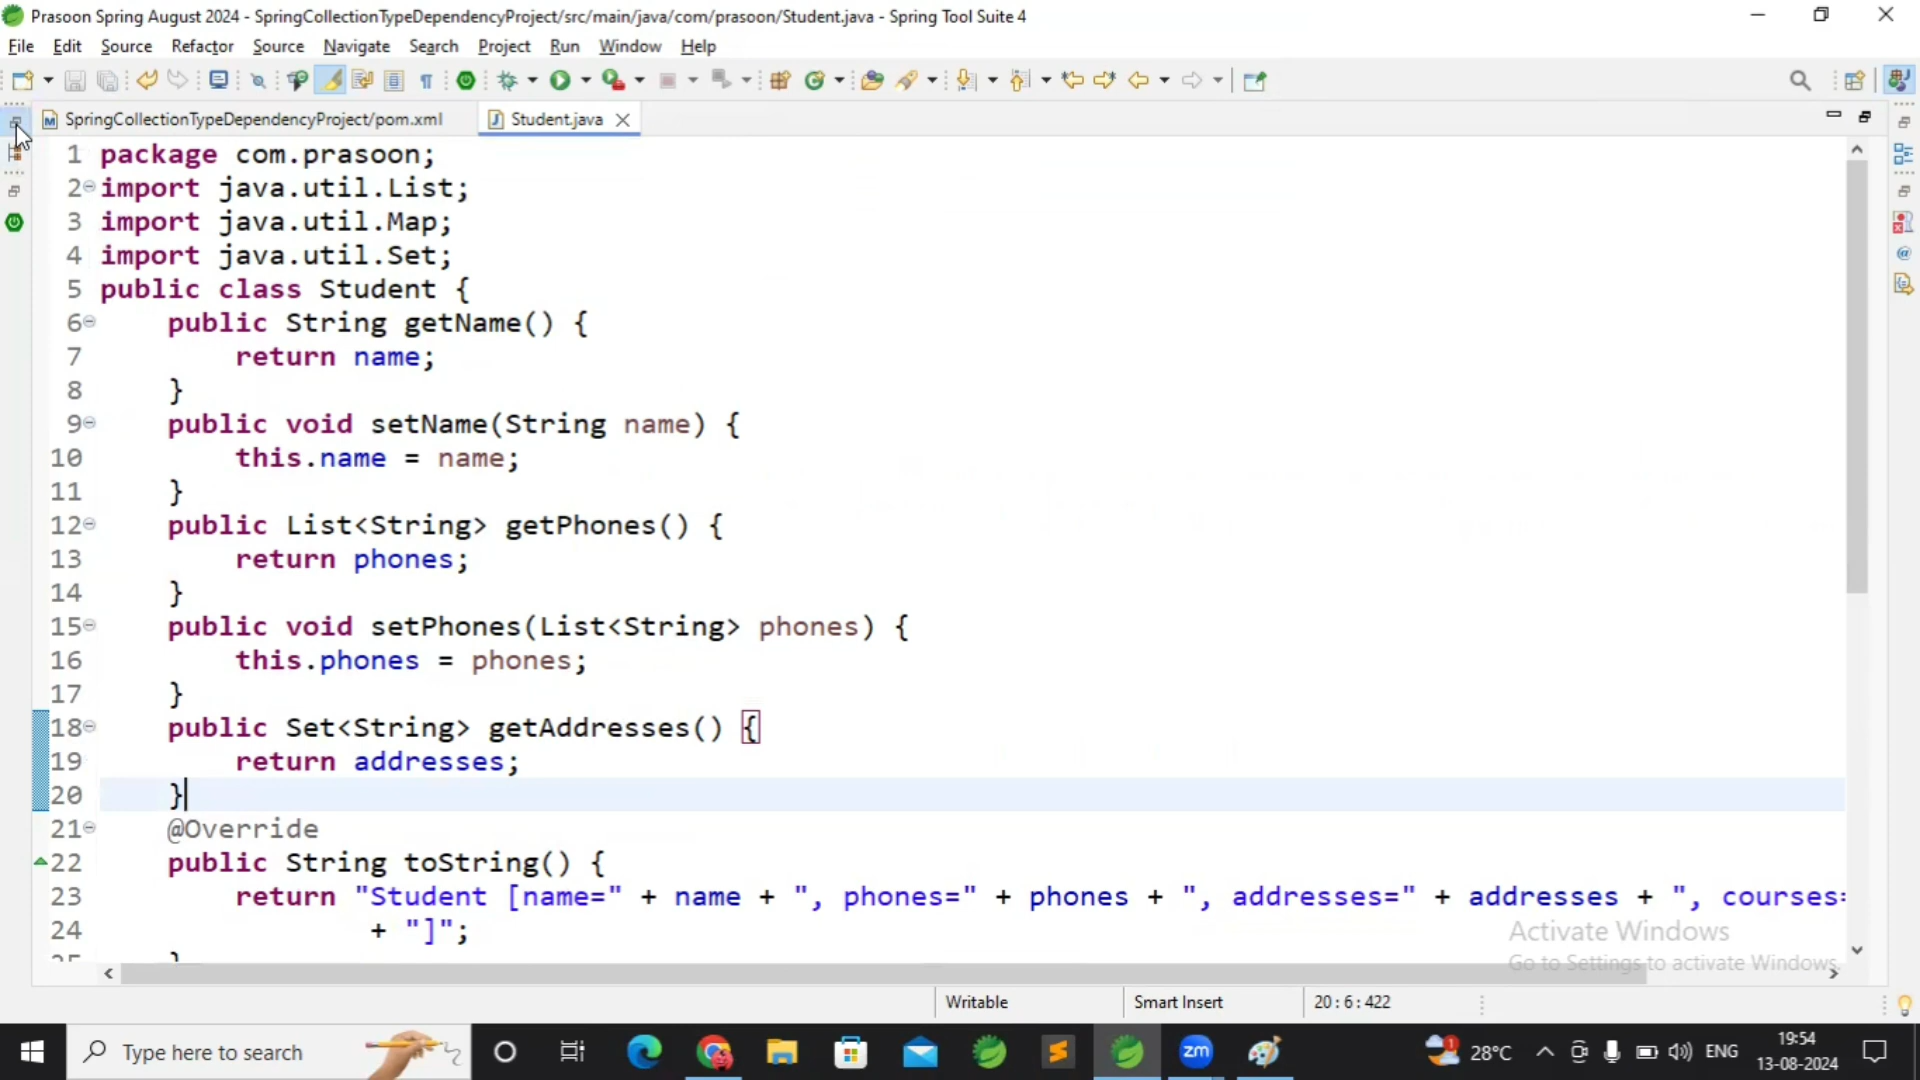 Prasoon Spring August 2024 - SpringCollectionTypeDependencyProject/src/main/java/com/prasoon/Student.java - Spring Tool Suite 4
File Edit Source Refactor Source Navigate Search Project Run Window Help
SpringCollectionTypeDependencyProject/pom.xml Student.java
1 package com.prasoon;
2 import java.util.List;
3 import java.util.Map;
4 import java.util.Set;
5 public class Student {
6 public String getName() {
7 return name;
8 }
9 public void setName(String name) {
10 this.name = name;
11 }
12 public List<String> getPhones() {
13 return phones;
14 }
15 public void setPhones(List<String> phones) {
16 this.phones = phones;
17 }
18 public Set<String> getAddresses() {
19 return addresses;
20 }
21 @Override
22 public String toString() {
23 return "Student [name=" + name + ", phones=" + phones + ", addresses=" + addresses + ", courses=
24 + "]";
Activate Windows
Go to Settings to activate Windows.
Writable Smart Insert 20 : 6 : 422
Type here to search zm 28°C ENG 19:54
13-08-2024